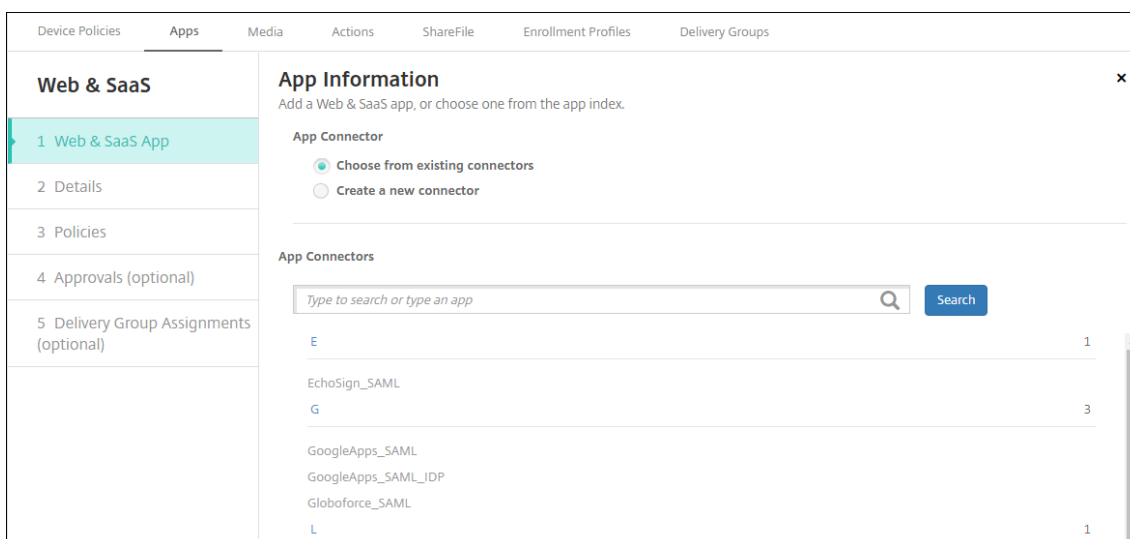 Device Policies Apps Media Actions ShareFile Enrollment Profiles Delivery Groups
Web & SaaS
1 Web & SaaS App
2 Details
3 Policies
4 Approvals (optional)
5 Delivery Group Assignments
(optional)
App Information
Add a Web & SaaS app, or choose one from the app index.
App Connector
Choose from existing connectors
Create a new connector
App Connectors
Type to search or type an app
Search
E 1
EchoSign_SAML
G 3
GoogleApps_SAML
GoogleApps_SAML_IDP
Globoforce_SAML
L 1